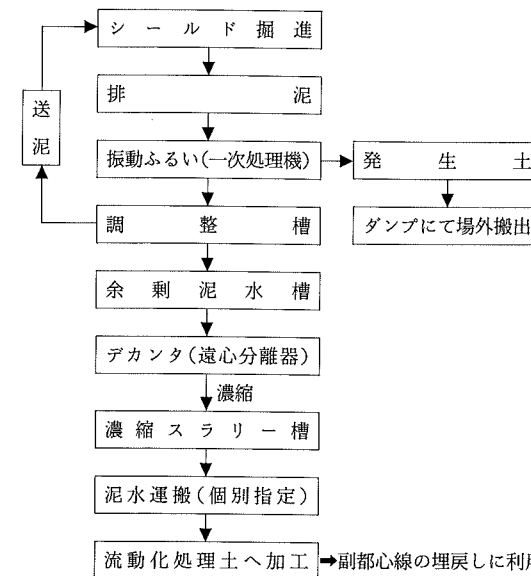 シールド掘進
送泥
排泥
振動ふるい(一次処理機)
発生土
調整槽
ダンプにて場外搬出
余剰泥水槽
デカンタ(遠心分離器)
濃縮
濃縮スラリー槽
泥水運搬(個別指定)
流動化処理土へ加工
➡副都心線の埋戻しに利用